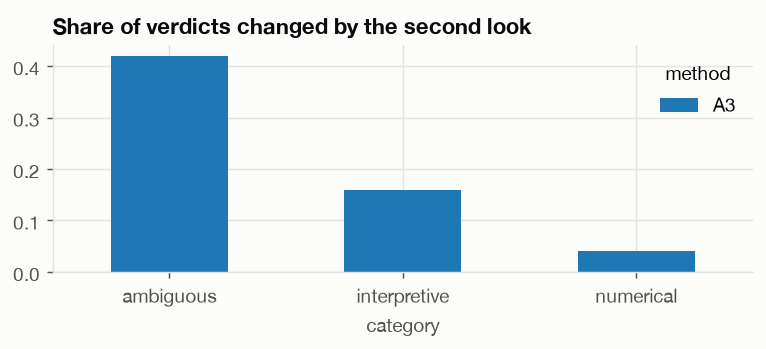 Share of verdicts changed by the second look
method
A3
0.4
0.3
0.2
0.1
0.0
ambiguous
interpretive
numerical
category